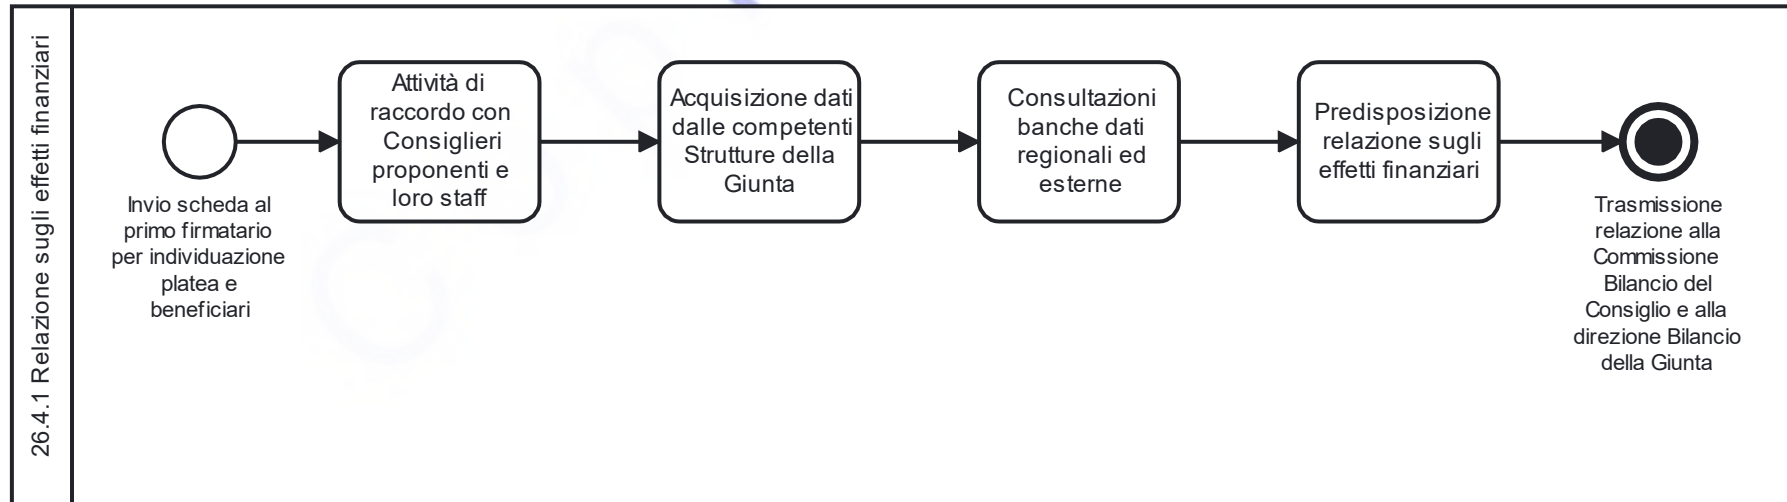 26.4.1 Relazione sugli effetti finanziari
Invio scheda al
primo firmatario
per individuazione
platea e
beneficiari
Attività di
raccordo con
Consiglieri
proponenti e
loro staff
Acquisizione dati
dalle competenti
Strutture della
Giunta
Consultazioni
banche dati
regionali ed
esterne
Predisposizione
relazione sugli
effetti finanziari
Trasmissione
relazione alla
Commissione
Bilancio del
Consiglio e alla
direzione Bilancio
della Giunta